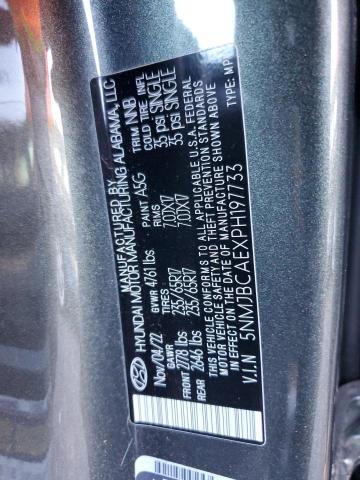 MANUFACTURED BY
HYUNDAI MOTOR MANUFACTURING ALABAMA, LLC
Nov/04/22 GVWR 4761 lbs PAINT A5G TRIM NNB
GAWR TIRES: RIMS: COLD TIRE INFL
FRONT 2778 lbs 235/65R17 7.0JX17 35 psi SINGLE
REAR 2646 lbs 235/65R17 7.0JX17 35 psi SINGLE
THIS VEHICLE CONFORMS TO ALL APPLICABLE U.S.A. FEDERAL
MOTOR VEHICLE SAFETY, BUMPER, AND THEFT PREVENTION STANDARDS
IN EFFECT ON THE DATE OF MANUFACTURE SHOWN ABOVE.
V.I.N 5NMJBCAEXPH197733 TYPE: MPV